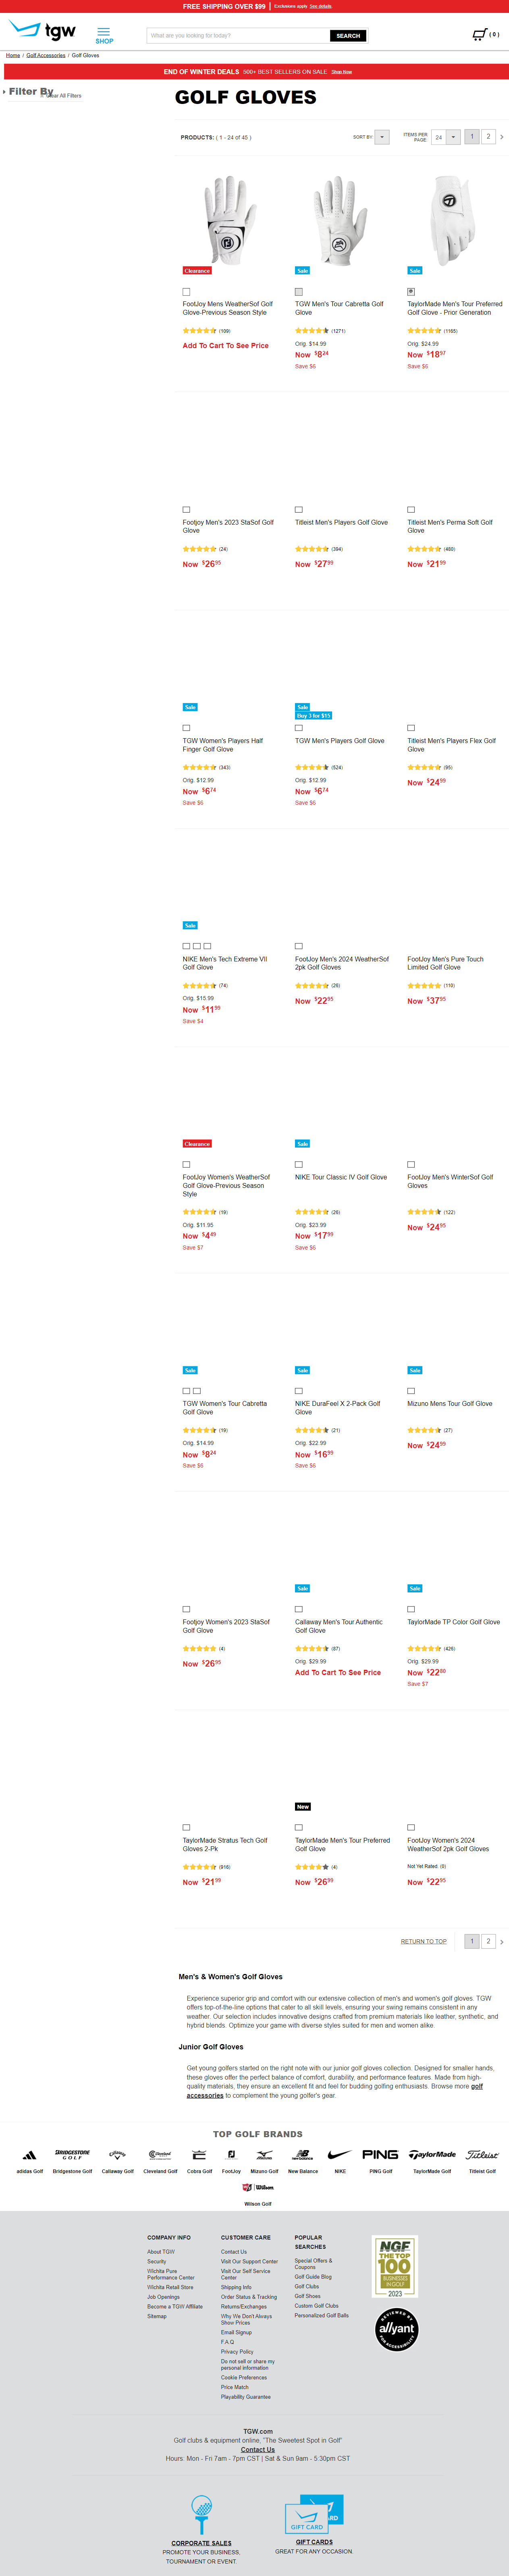 FREE SHIPPING OVER $99 | Exclusions apply. See details.
tgw
SHOP
What are you looking for today?
SEARCH
( 0 )
Home / Golf Accessories / Golf Gloves
END OF WINTER DEALS 500+ BEST SELLERS ON SALE Shop Now
Filter By
Clear All Filters
GOLF GLOVES
PRODUCTS: ( 1 - 24 of 45 )
SORT BY
ITEMS PER PAGE:
24
1 2
Clearance
FootJoy Mens WeatherSof Golf
Glove-Previous Season Style
(109)
Add To Cart To See Price
Sale
TGW Men's Tour Cabretta Golf
Glove
(1271)
Orig. $14.99
Now $8.24
Save $6
Sale
TaylorMade Men's Tour Preferred
Golf Glove - Prior Generation
(1165)
Orig. $24.99
Now $18.97
Save $6
Footjoy Men's 2023 StaSof Golf
Glove
(24)
Now $26.95
Titleist Men's Players Golf Glove
(394)
Now $27.99
Titleist Men's Perma Soft Golf
Glove
(469)
Now $21.99
Sale
TGW Women's Players Half
Finger Golf Glove
(343)
Orig. $12.99
Now $6.74
Save $6
Sale
Buy 3 for $15
TGW Men's Players Golf Glove
(524)
Orig. $12.99
Now $6.74
Save $6
Titleist Men's Players Flex Golf
Glove
(95)
Now $24.99
Sale
NIKE Men's Tech Extreme VII
Golf Glove
(74)
Orig. $15.99
Now $11.99
Save $4
FootJoy Men's 2024 WeatherSof
2pk Golf Gloves
(26)
Now $22.95
FootJoy Men's Pure Touch
Limited Golf Glove
(119)
Now $37.95
Clearance
FootJoy Women's WeatherSof
Golf Glove-Previous Season
Style
(19)
Orig. $11.95
Now $4.49
Save $7
Sale
NIKE Tour Classic IV Golf Glove
(26)
Orig. $23.99
Now $17.99
Save $6
FootJoy Men's WinterSof Golf
Gloves
(122)
Now $24.95
Sale
TGW Women's Tour Cabretta
Golf Glove
(19)
Orig. $14.99
Now $8.24
Save $6
Sale
NIKE DuraFeel X 2-Pack Golf
Glove
(21)
Orig. $22.99
Now $16.99
Save $6
Sale
Mizuno Mens Tour Golf Glove
(27)
Now $24.99
Footjoy Women's 2023 StaSof
Golf Glove
(4)
Now $26.95
Sale
Callaway Men's Tour Authentic
Golf Glove
(87)
Orig. $29.99
Add To Cart To See Price
Sale
TaylorMade TP Color Golf Glove
(428)
Orig. $29.99
Now $22.86
Save $7
TaylorMade Stratus Tech Golf
Gloves 2-Pk
(916)
Now $21.99
New
TaylorMade Men's Tour Preferred
Golf Glove
(4)
Now $26.99
FootJoy Women's 2024
WeatherSof 2pk Golf Gloves
Not Yet Rated. (0)
Now $22.95
RETURN TO TOP
1 2
Men's & Women's Golf Gloves
Experience superior grip and comfort with our extensive collection of men's and women's golf gloves. TGW
offers top-of-the-line options that cater to all skill levels, ensuring your swing remains consistent in any
weather. Our selection includes innovative designs crafted from premium materials like leather, synthetic, and
hybrid blends. Optimize your game with diverse styles suited for men and women alike.
Junior Golf Gloves
Get young golfers started on the right note with our junior golf gloves collection. Designed for smaller hands,
these gloves offer the perfect balance of comfort, durability, and performance features. Made from high-
quality materials, they ensure an excellent fit and feel for budding golfing enthusiasts. Browse more golf
accessories to complement the young golfer's gear.
TOP GOLF BRANDS
adidas Golf
BRIDGESTONE GOLF
Bridgestone Golf
Callaway
Callaway Golf
Cleveland
Cleveland Golf
Cobra Golf
FootJoy
MIZUNO
Mizuno Golf
new balance
New Balance
NIKE
PING
PING Golf
TaylorMade
TaylorMade Golf
Titleist
Titleist Golf
Wilson
Wilson Golf
COMPANY INFO
About TGW
Security
Wichita Pure
Performance Center
Wichita Retail Store
Job Openings
Become a TGW Affiliate
Sitemap
CUSTOMER CARE
Contact Us
Visit Our Support Center
Visit Our Self Service
Center
Shipping Info
Order Status & Tracking
Returns/Exchanges
Why We Don't Always
Show Prices
Email Signup
F.A.Q
Privacy Policy
Do not sell or share my
personal information
Cookie Preferences
Price Match
Playability Guarantee
POPULAR
SEARCHES
Special Offers &
Coupons
Golf Guide Blog
Golf Clubs
Golf Shoes
Custom Golf Clubs
Personalized Golf Balls
NGF
THE TOP
100
BUSINESSES
IN GOLF
2023
REVIEWED BY
allyant
FOR ACCESSIBILITY
TGW.com
Golf clubs & equipment online, "The Sweetest Spot in Golf"
Contact Us
Hours: Mon - Fri 7am - 7pm CST | Sat & Sun 9am - 5:30pm CST
CORPORATE SALES
PROMOTE YOUR BUSINESS,
TOURNAMENT OR EVENT.
GIFT CARD
GIFT CARDS
GREAT FOR ANY OCCASION.